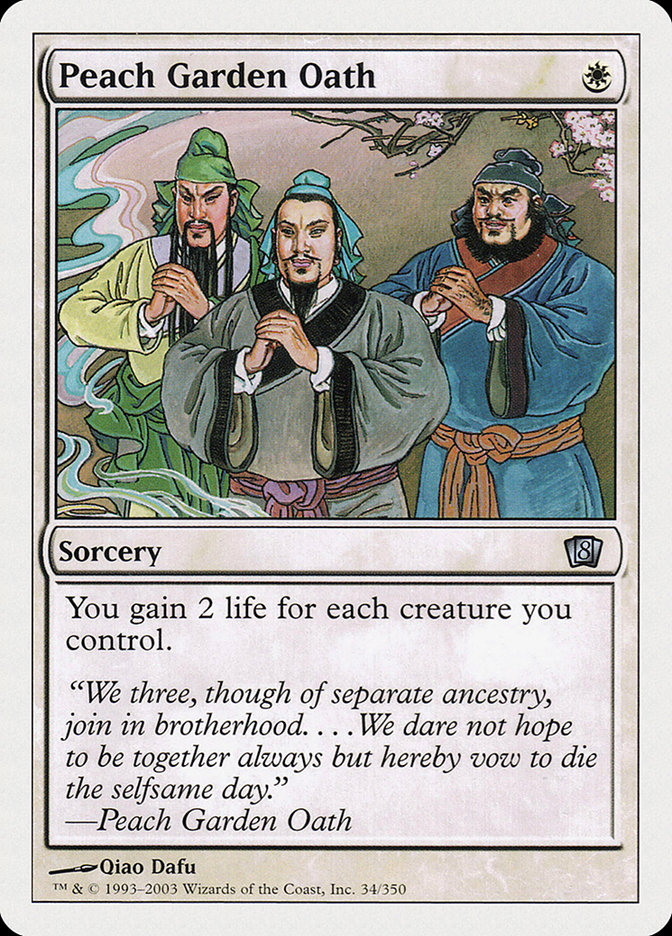 Peach Garden Oath
Sorcery
8
You gain 2 life for each creature you
control.
“We three, though of separate ancestry,
join in brotherhood. . . . We dare not hope
to be together always but hereby vow to die
the selfsame day.”
—Peach Garden Oath
Qiao Dafu
™ & © 1993–2003 Wizards of the Coast, Inc. 34/350